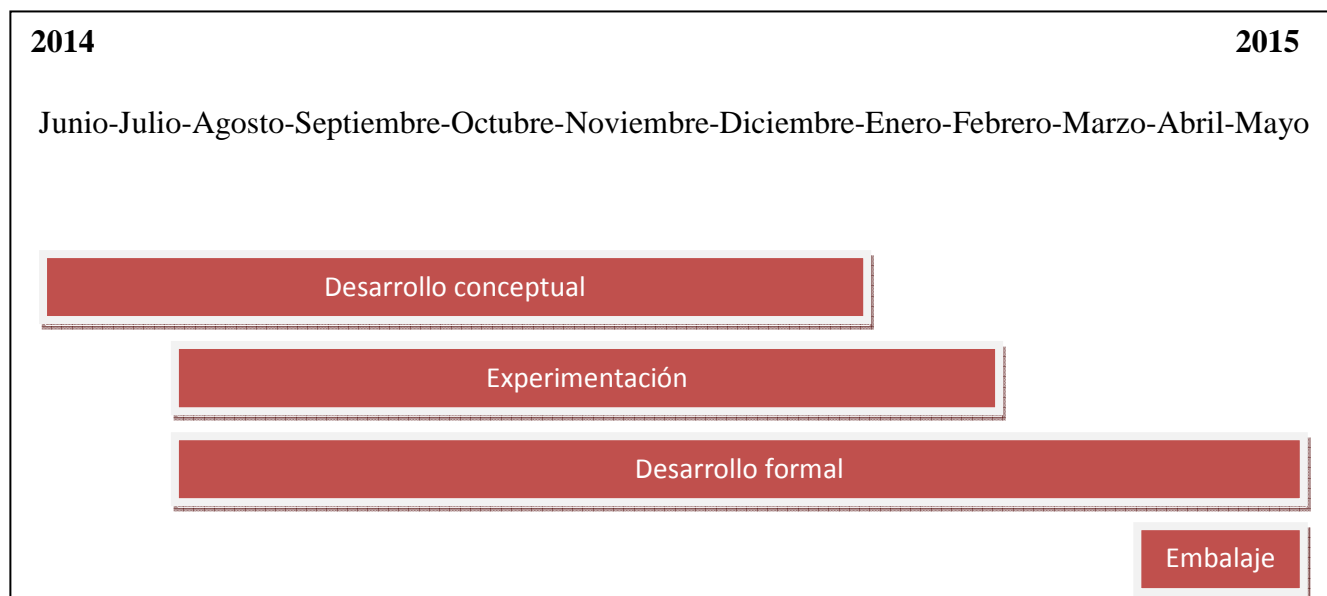 2014 2015
Junio-Julio-Agosto-Septiembre-Octubre-Noviembre-Diciembre-Enero-Febrero-Marzo-Abril-Mayo
Desarrollo conceptual
Experimentación
Desarrollo formal
Embalaje